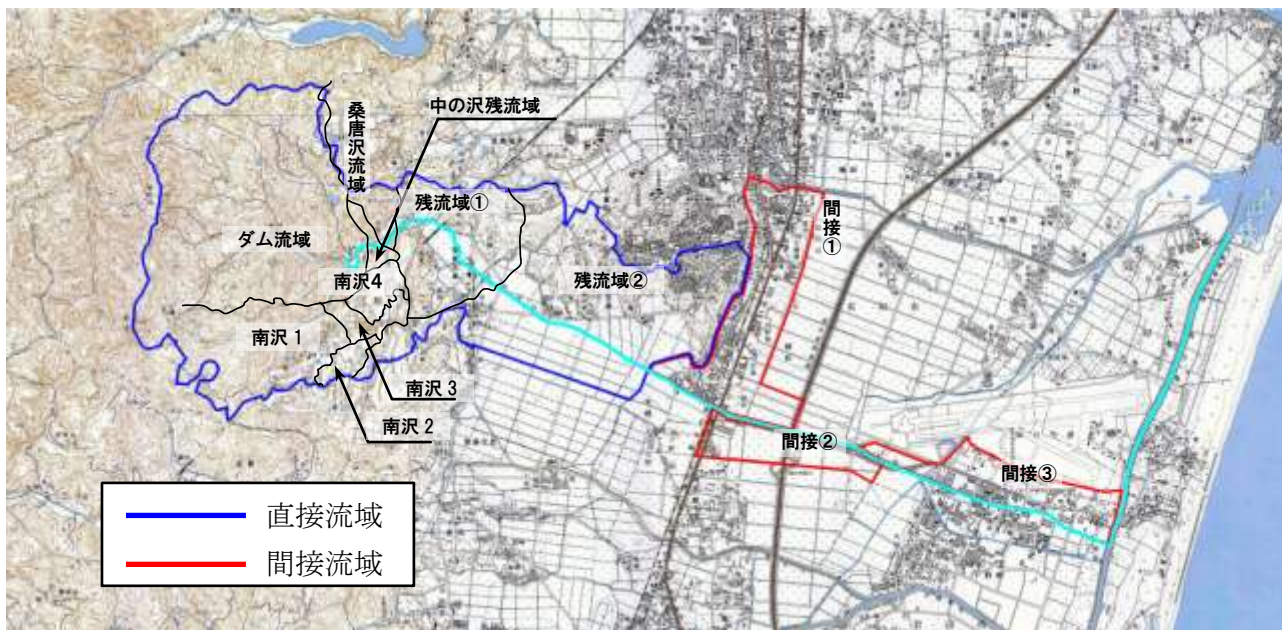 中の沢残流域
桑唐沢流域
残流域①
間接①
ダム流域
残流域②
南沢4
南沢1
南沢3
南沢2
間接②
間接③
直接流域
間接流域